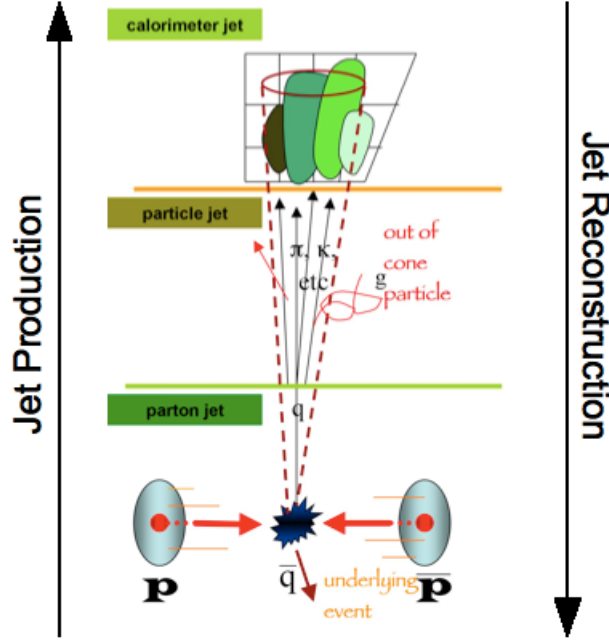 calorimeter jet
Jet Production
Jet Reconstruction
particle jet
π, κ,
etc
g
out of
cone
particle
parton jet
q
p
q̅
p̅
underlying
event